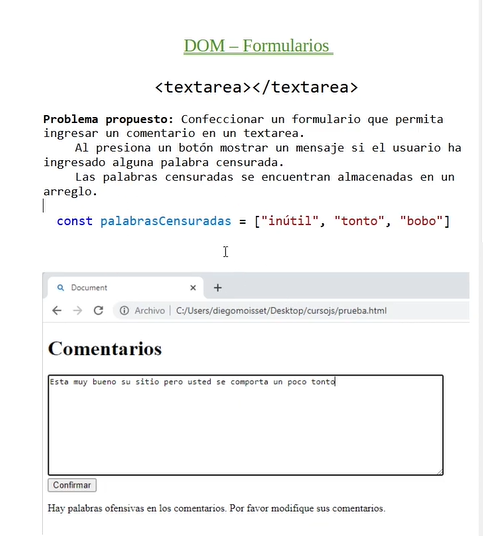 DOM – Formularios
<textarea></textarea>
Problema propuesto: Confeccionar un formulario que permita
ingresar un comentario en un textarea.
Al presiona un botón mostrar un mensaje si el usuario ha
ingresado alguna palabra censurada.
Las palabras censuradas se encuentran almacenadas en un
arreglo.
const palabrasCensuradas = ["inútil", "tonto", "bobo"]
Document
Archivo | C:/Users/diegomoisset/Desktop/cursojs/prueba.html
Comentarios
Esta muy bueno su sitio pero usted se comporta un poco tonto
Confirmar
Hay palabras ofensivas en los comentarios. Por favor modifique sus comentarios.